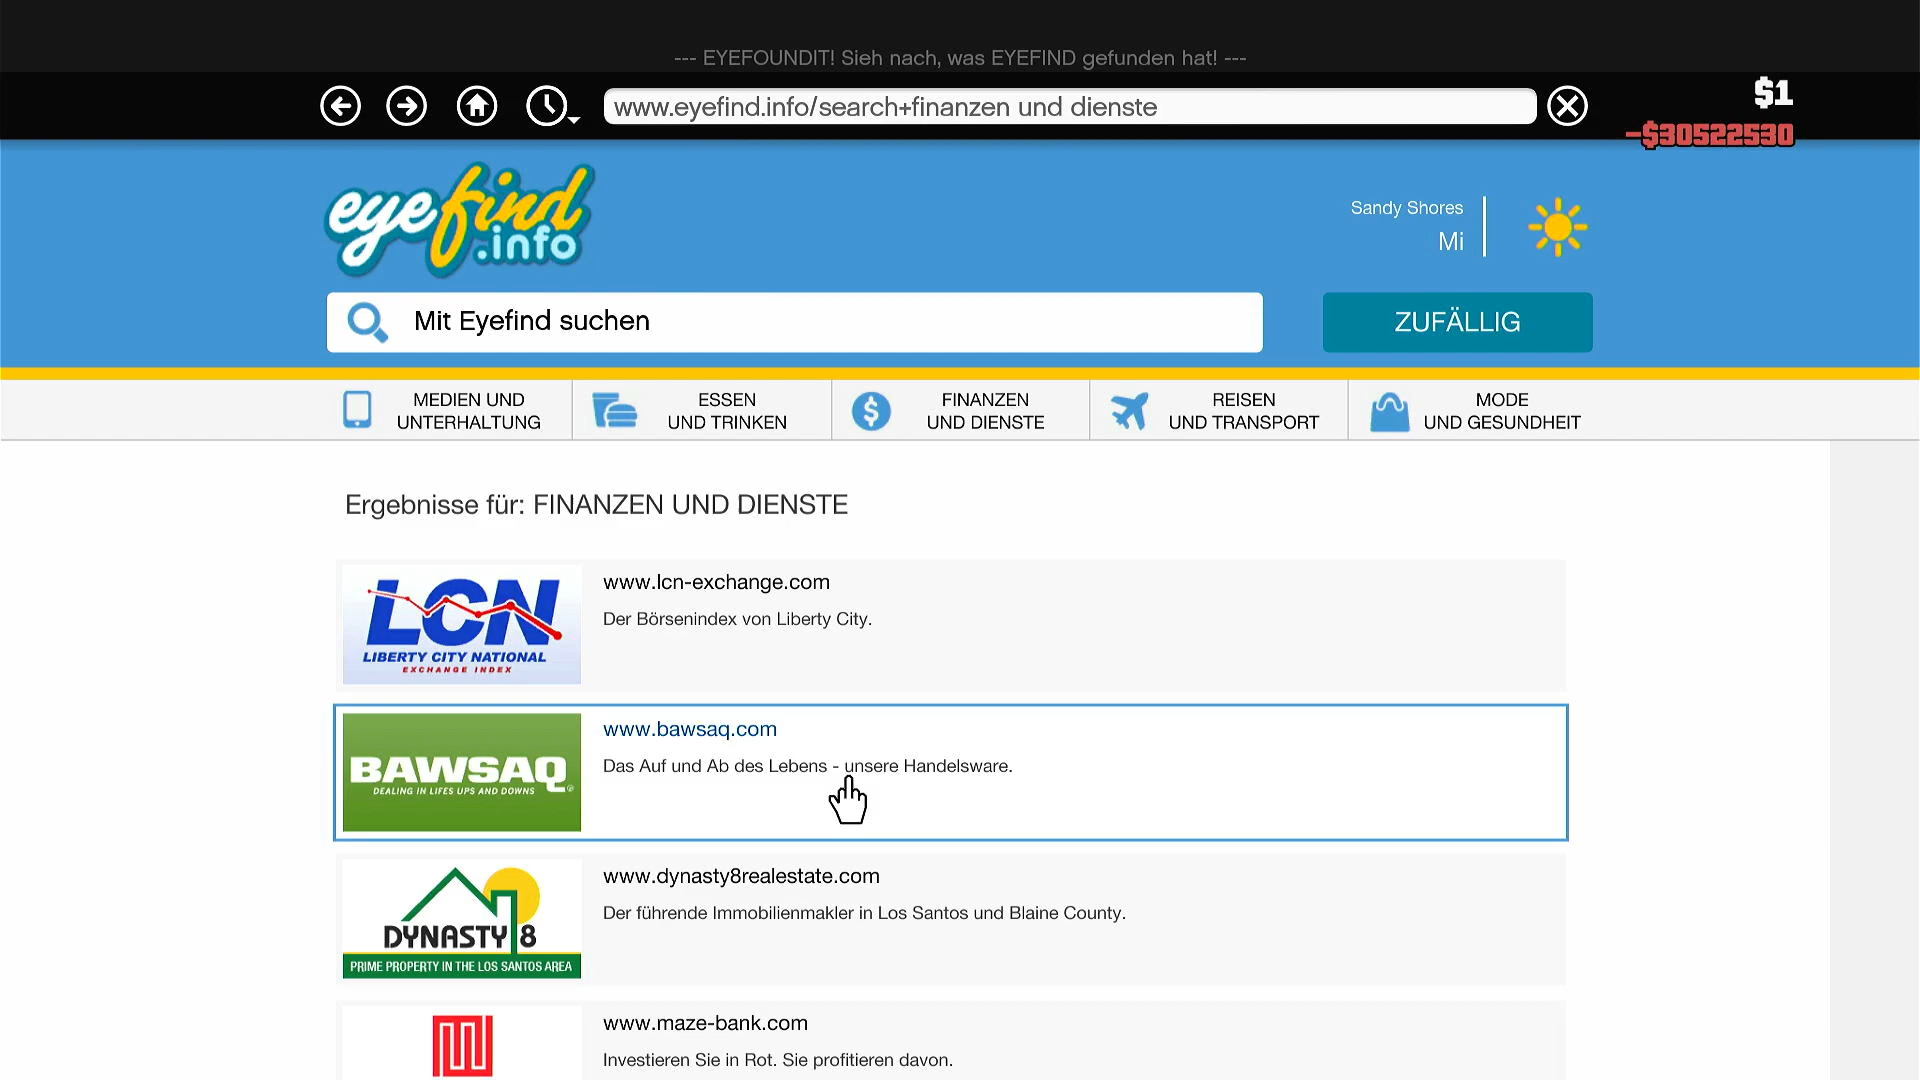 --- EYEFOUNDIT! Sieh nach, was EYEFIND gefunden hat! ---
www.eyefind.info/search+finanzen und dienste
$1
-$30522530
eyefind
.info
Sandy Shores
Mi
Mit Eyefind suchen
ZUFÄLLIG
MEDIEN UND
UNTERHALTUNG
ESSEN
UND TRINKEN
FINANZEN
UND DIENSTE
REISEN
UND TRANSPORT
MODE
UND GESUNDHEIT
Ergebnisse für: FINANZEN UND DIENSTE
LCN
LIBERTY CITY NATIONAL
EXCHANGE INDEX
www.lcn-exchange.com
Der Börsenindex von Liberty City.
BAWSAQ
DEALING IN LIFES UPS AND DOWNS
www.bawsaq.com
Das Auf und Ab des Lebens - unsere Handelsware.
DYNASTY 8
PRIME PROPERTY IN THE LOS SANTOS AREA
www.dynasty8realestate.com
Der führende Immobilienmakler in Los Santos und Blaine County.
www.maze-bank.com
Investieren Sie in Rot. Sie profitieren davon.